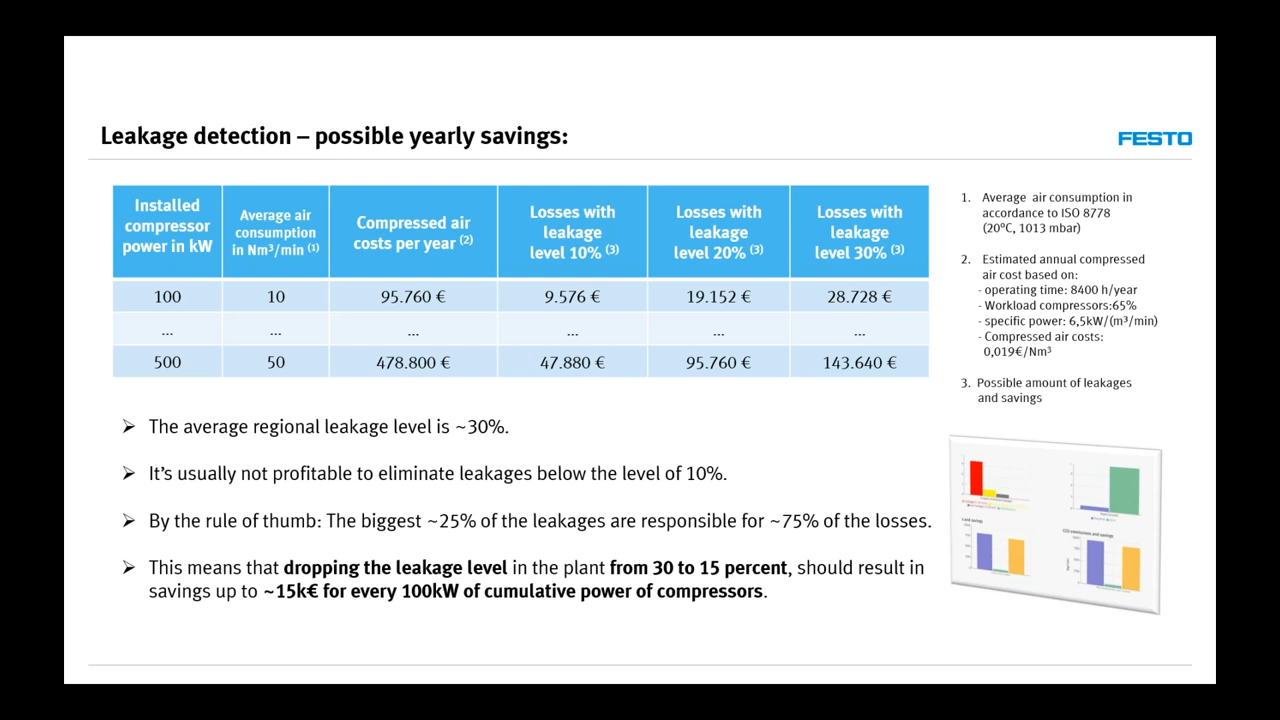 Leakage detection – possible yearly savings:
FESTO
Installed
compressor
power in kW
Average air
consumption
in Nm³/min (1)
Compressed air
costs per year (2)
Losses with
leakage
level 10% (3)
Losses with
leakage
level 20% (3)
Losses with
leakage
level 30% (3)
100 10 95.760 € 9.576 € 19.152 € 28.728 €
... ... ... ... ... ...
500 50 478.800 € 47.880 € 95.760 € 143.640 €
➢ The average regional leakage level is ~30%.
➢ It's usually not profitable to eliminate leakages below the level of 10%.
➢ By the rule of thumb: The biggest ~25% of the leakages are responsible for ~75% of the losses.
➢ This means that dropping the leakage level in the plant from 30 to 15 percent, should result in
savings up to ~15k€ for every 100kW of cumulative power of compressors.
1. Average air consumption in
accordance to ISO 8778
(20°C, 1013 mbar)
2. Estimated annual compressed
air cost based on:
- operating time: 8400 h/year
- Workload compressors:65%
- specific power: 6,5kW/(m³/min)
- Compressed air costs:
0,019€/Nm³
3. Possible amount of leakages
and savings
and savings
CO2 emissions and savings